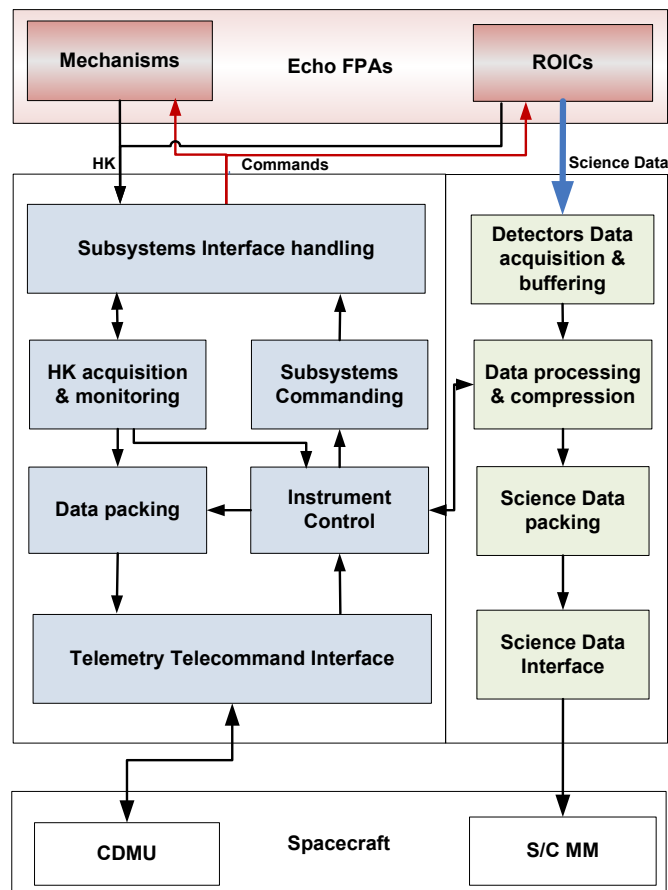 Mechanisms
Echo FPAs
ROICs
HK
Commands
Science Data
Subsystems Interface handling
Detectors Data
acquisition &
buffering
HK acquisition
& monitoring
Subsystems
Commanding
Data processing
& compression
Data packing
Instrument
Control
Science Data
packing
Telemetry Telecommand Interface
Science Data
Interface
CDMU
Spacecraft
S/C MM